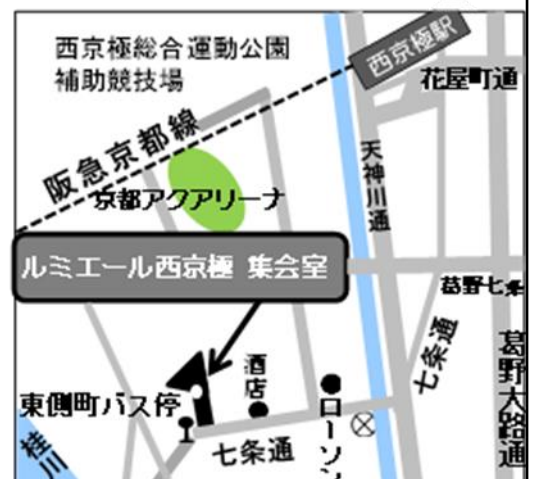 西京極総合運動公園
補助競技場
西京極駅
花屋町通
阪急京都線
京都アクアリーナ
天神川通
ルミエール西京極 集会室
葛野七条
七条通
葛野大路通
酒店
東側町バス停
ローソン
七条通
桂川